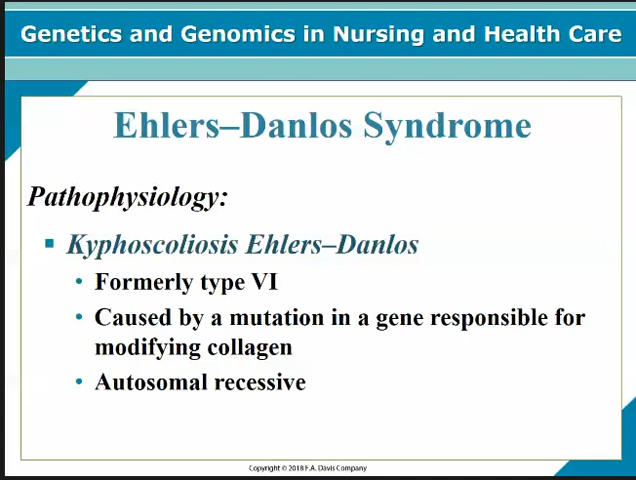 Genetics and Genomics in Nursing and Health Care
Ehlers–Danlos Syndrome
Pathophysiology:
▪ Kyphoscoliosis Ehlers–Danlos
• Formerly type VI
• Caused by a mutation in a gene responsible for
modifying collagen
• Autosomal recessive
Copyright © 2018 F.A. Davis Company